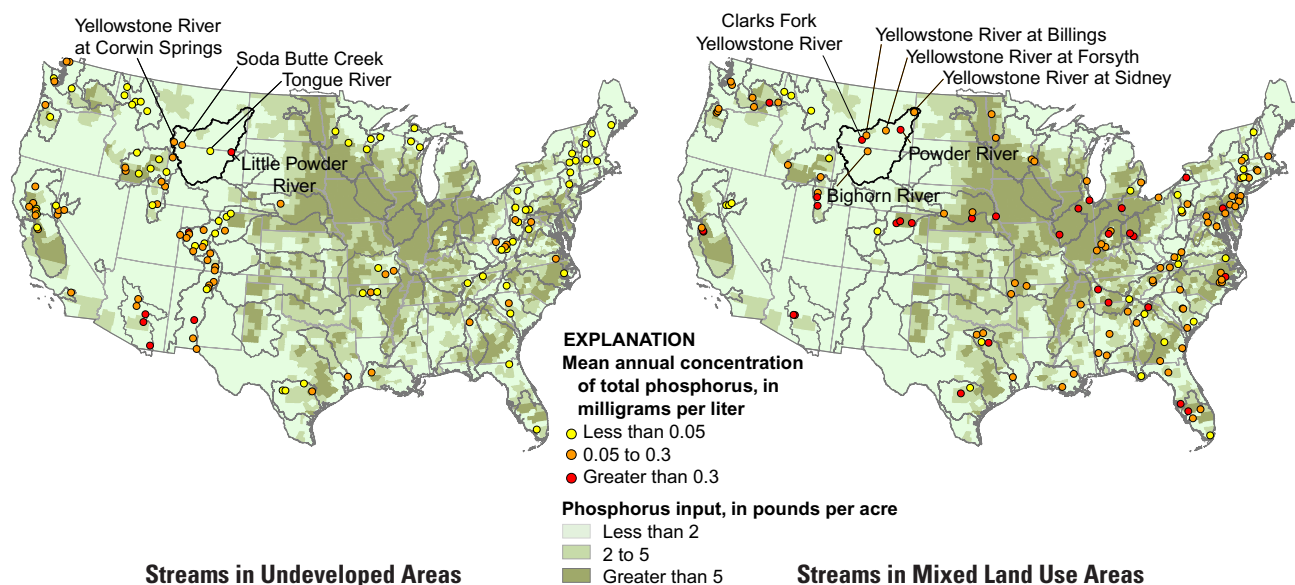 Yellowstone River
at Corwin Springs
Soda Butte Creek
Tongue River
Little Powder
River
Clarks Fork
Yellowstone River
Yellowstone River at Billings
Yellowstone River at Forsyth
Yellowstone River at Sidney
Powder River
Bighorn River
EXPLANATION
Mean annual concentration
of total phosphorus, in
milligrams per liter
Less than 0.05
0.05 to 0.3
Greater than 0.3
Phosphorus input, in pounds per acre
Less than 2
2 to 5
Greater than 5
Streams in Undeveloped Areas
Streams in Mixed Land Use Areas